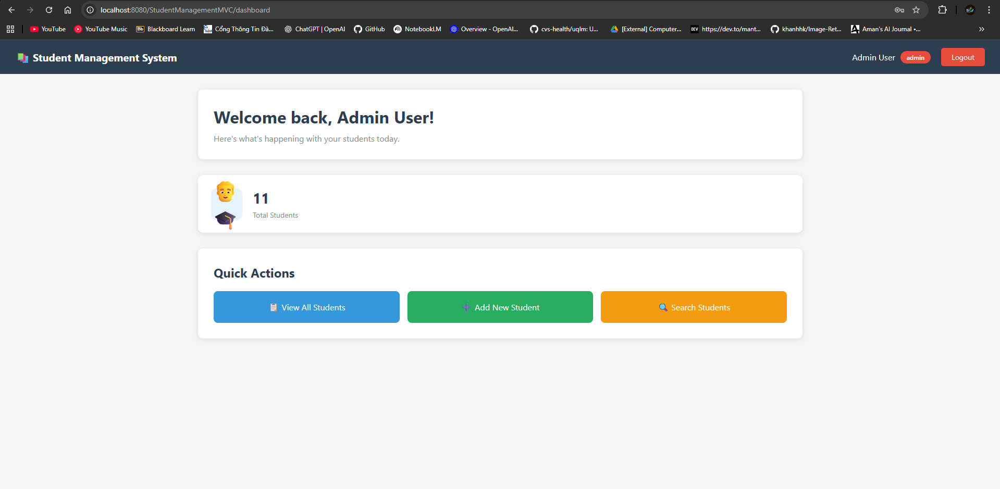 localhost:8080/StudentManagementMVC/dashboard
YouTube YouTube Music Bb Blackboard Learn Cổng Thông Tin Đà... ChatGPT | OpenAI GitHub NotebookLM Overview - OpenAI... cvs-health/uqlm: U... [External] Computer... DEV https://dev.to/mant... khanhhk/Image-Ret... Aman's AI Journal •...
Student Management System
Admin User admin Logout
Welcome back, Admin User!
Here's what's happening with your students today.
11
Total Students
Quick Actions
View All Students
Add New Student
Search Students